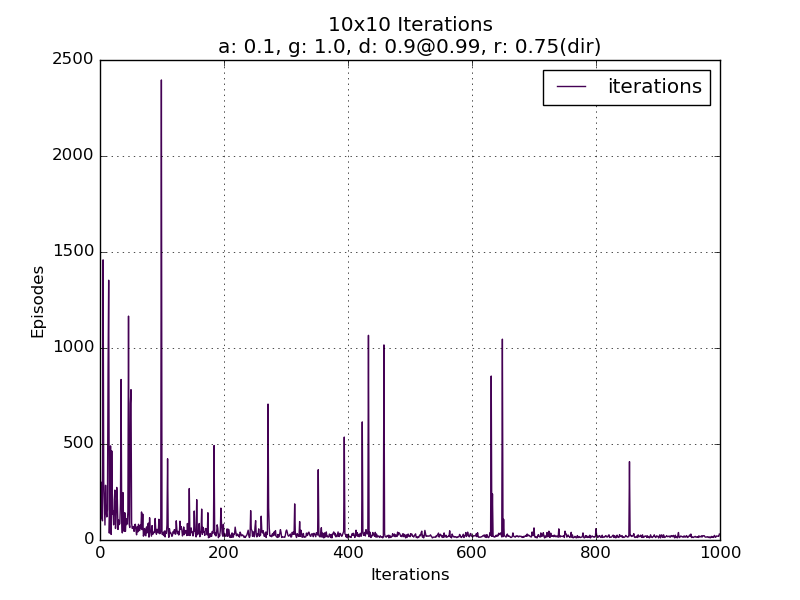 10x10 Iterations
a: 0.1, g: 1.0, d: 0.9@0.99, r: 0.75(dir)
2500
iterations
2000
1500
Episodes
1000
500
0
0 200 400 600 800 1000
Iterations